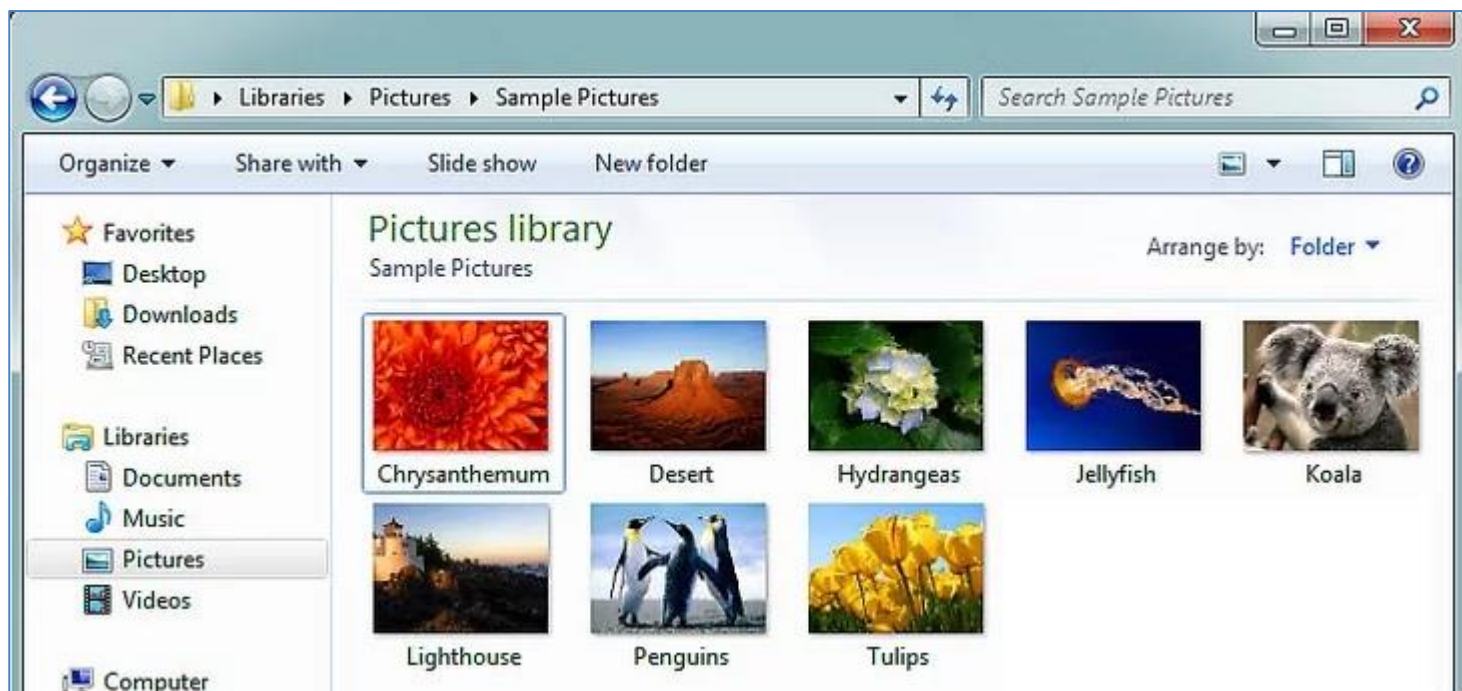 Libraries Pictures Sample Pictures Search Sample Pictures
Organize Share with Slide show New folder
Favorites
Desktop
Downloads
Recent Places
Libraries
Documents
Music
Pictures
Videos
Computer
Pictures library
Sample Pictures
Arrange by: Folder
Chrysanthemum Desert Hydrangeas Jellyfish Koala
Lighthouse Penguins Tulips